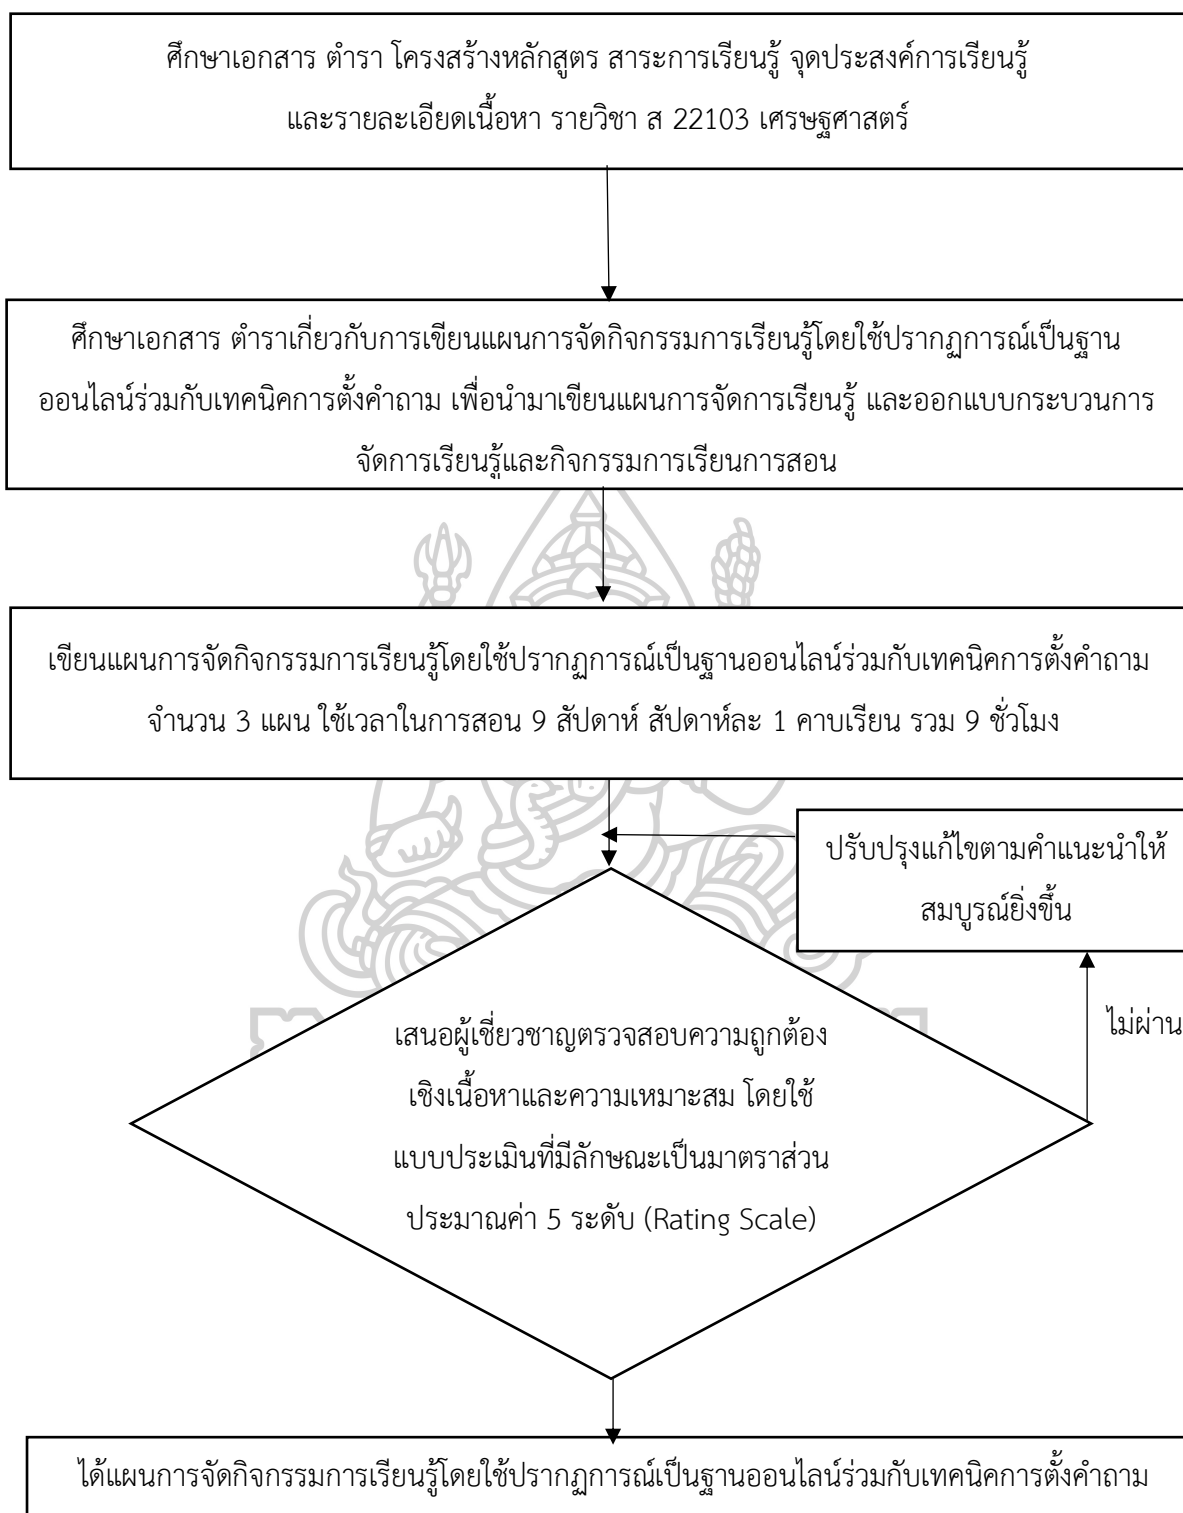 ศึกษาเอกสาร ตำรา โครงสร้างหลักสูตร สาระการเรียนรู้ จุดประสงค์การเรียนรู้
และรายละเอียดเนื้อหา รายวิชา ส 22103 เศรษฐศาสตร์
ศึกษาเอกสาร ตำราเกี่ยวกับการเขียนแผนการจัดกิจกรรมการเรียนรู้โดยใช้ปรากฏการณ์เป็นฐาน
ออนไลน์ร่วมกับเทคนิคการตั้งคำถาม เพื่อนำมาเขียนแผนการจัดการเรียนรู้ และออกแบบกระบวนการ
จัดการเรียนรู้และกิจกรรมการเรียนการสอน
เขียนแผนการจัดกิจกรรมการเรียนรู้โดยใช้ปรากฏการณ์เป็นฐานออนไลน์ร่วมกับเทคนิคการตั้งคำถาม
จำนวน 3 แผน ใช้เวลาในการสอน 9 สัปดาห์ สัปดาห์ละ 1 คาบเรียน รวม 9 ชั่วโมง
ปรับปรุงแก้ไขตามคำแนะนำให้
สมบูรณ์ยิ่งขึ้น
ไม่ผ่าน
เสนอผู้เชี่ยวชาญตรวจสอบความถูกต้อง
เชิงเนื้อหาและความเหมาะสม โดยใช้
แบบประเมินที่มีลักษณะเป็นมาตราส่วน
ประมาณค่า 5 ระดับ (Rating Scale)
ได้แผนการจัดกิจกรรมการเรียนรู้โดยใช้ปรากฏการณ์เป็นฐานออนไลน์ร่วมกับเทคนิคการตั้งคำถาม